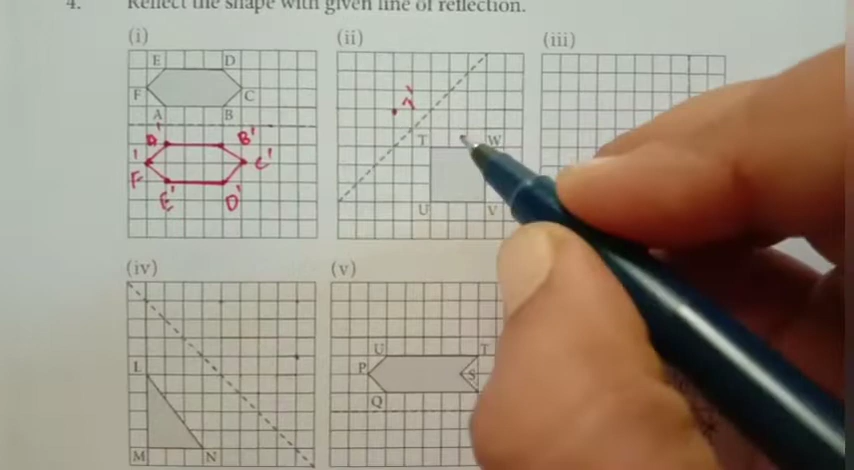 4. Reflect the shape with given line of reflection.
(i) (ii) (iii)
E D
F C
A B
A' B'
F' C'
E' D'
T W
U V
(iv) (v)
L
M N
U T
P S
Q